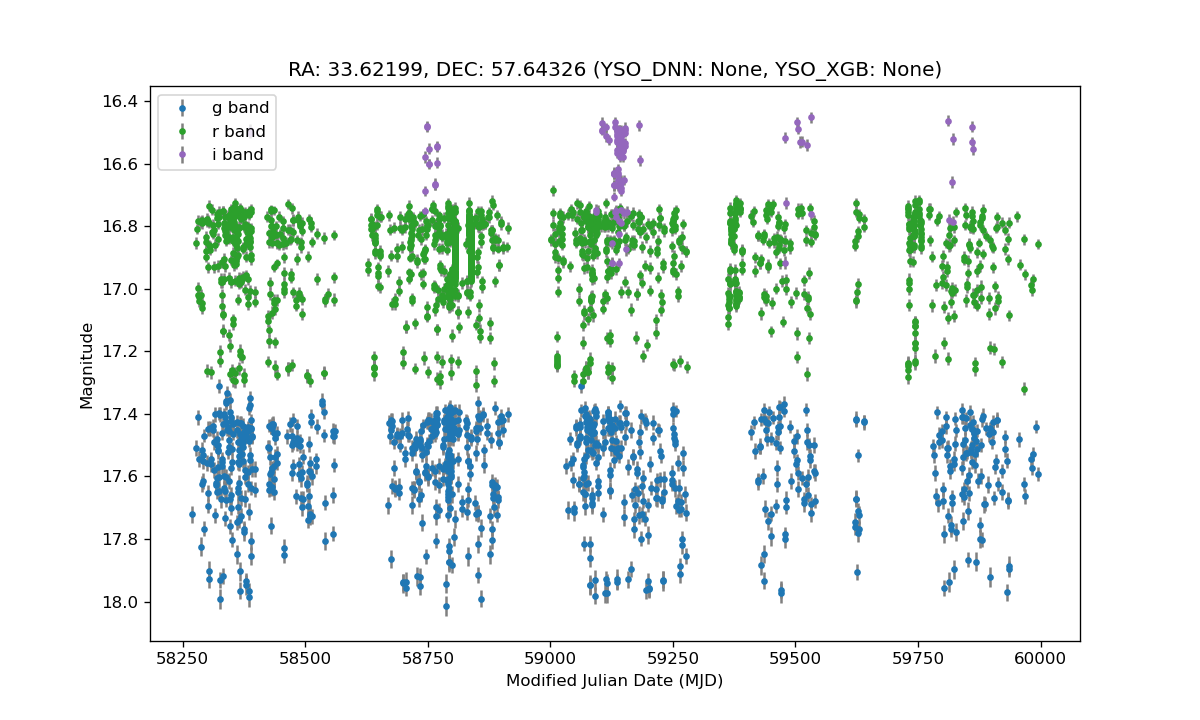 RA: 33.62199, DEC: 57.64326 (YSO_DNN: None, YSO_XGB: None)
g band
r band
i band
16.4
16.6
16.8
17.0
17.2
17.4
17.6
17.8
18.0
Magnitude
58250 58500 58750 59000 59250 59500 59750 60000
Modified Julian Date (MJD)